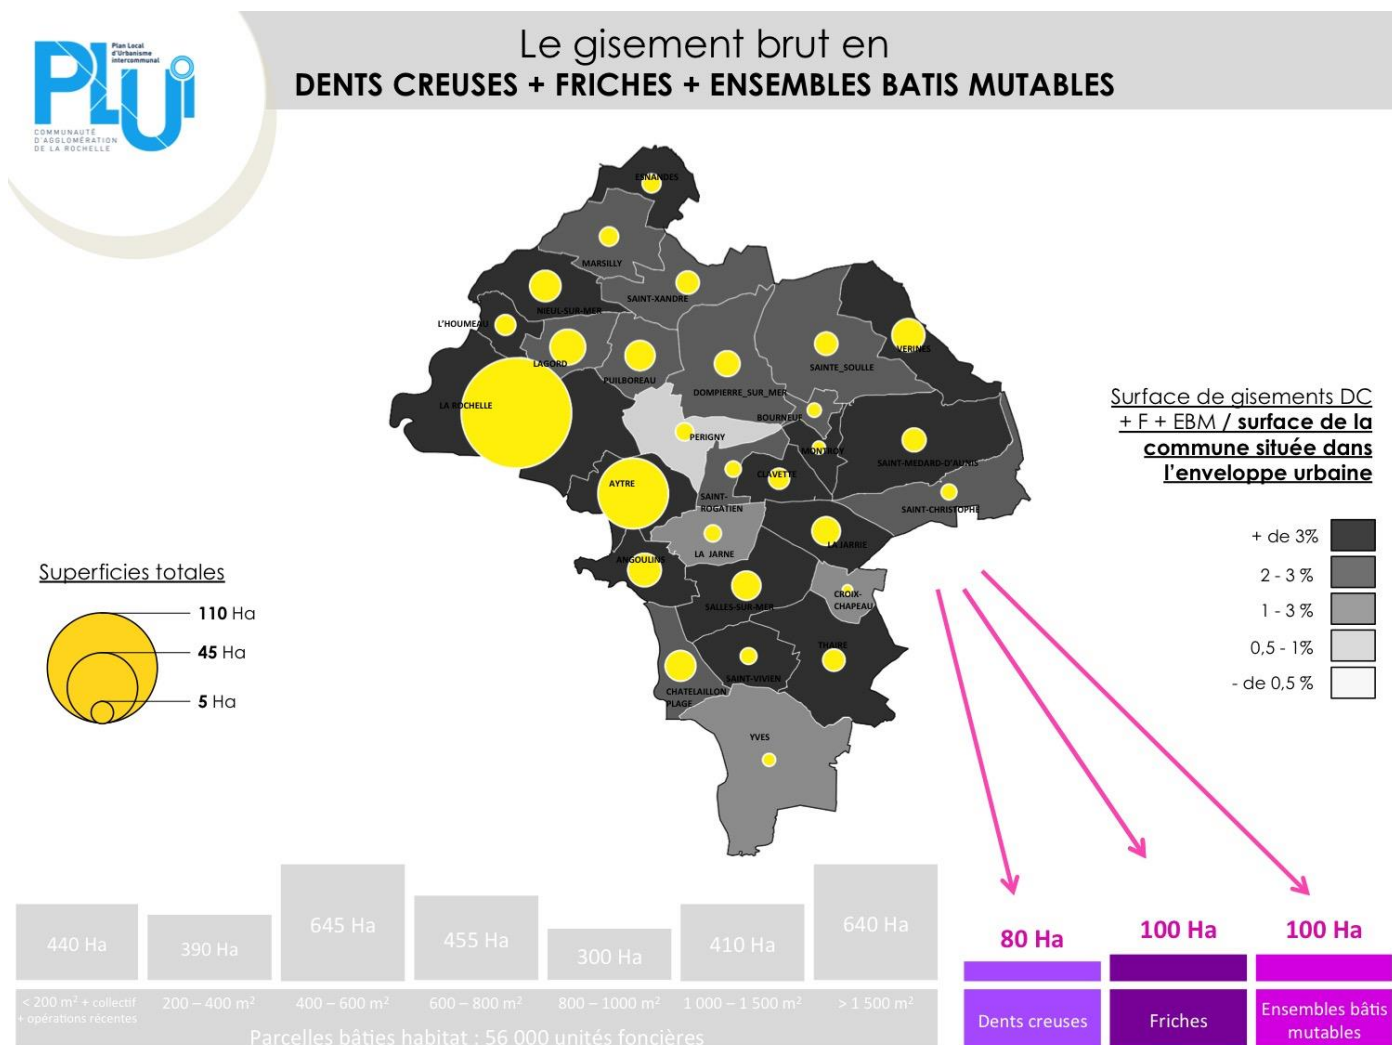 Plan Local
d'Urbanisme
intercommunal
PLUi
COMMUNAUTÉ
D'AGGLOMÉRATION
DE LA ROCHELLE
Le gisement brut en
DENTS CREUSES + FRICHES + ENSEMBLES BATIS MUTABLES
ESNANDES
MARSILLY
SAINT-XANDRE
NIEUL-SUR-MER
L'HOUMEAU
LAGORD
PUILBOREAU
DOMPIERRE_SUR_MER
SAINTE_SOULLE
VERINES
LA ROCHELLE
BOURNEUF
PERIGNY
MONTROY
SAINT-MEDARD-D'AUNIS
CLAVETTE
AYTRE
SAINT-
ROGATIEN
SAINT-CHRISTOPHE
LA JARNE
LA JARRIE
ANGOULINS
CROIX-
CHAPEAU
SALLES-SUR-MER
THAIRE
SAINT-VIVIEN
CHATELAILLON
PLAGE
YVES
Surface de gisements DC
+ F + EBM / surface de la
commune située dans
l'enveloppe urbaine
+ de 3%
2 - 3 %
1 - 3 %
0,5 - 1%
- de 0,5 %
Superficies totales
110 Ha
45 Ha
5 Ha
440 Ha
390 Ha
645 Ha
455 Ha
300 Ha
410 Ha
640 Ha
80 Ha
100 Ha
100 Ha
< 200 m² + collectif
+ opérations récentes
200 – 400 m²
400 – 600 m²
600 – 800 m²
800 – 1000 m²
1 000 – 1 500 m²
> 1 500 m²
Parcelles bâties habitat : 56 000 unités foncières
Dents creuses
Friches
Ensembles bâtis
mutables